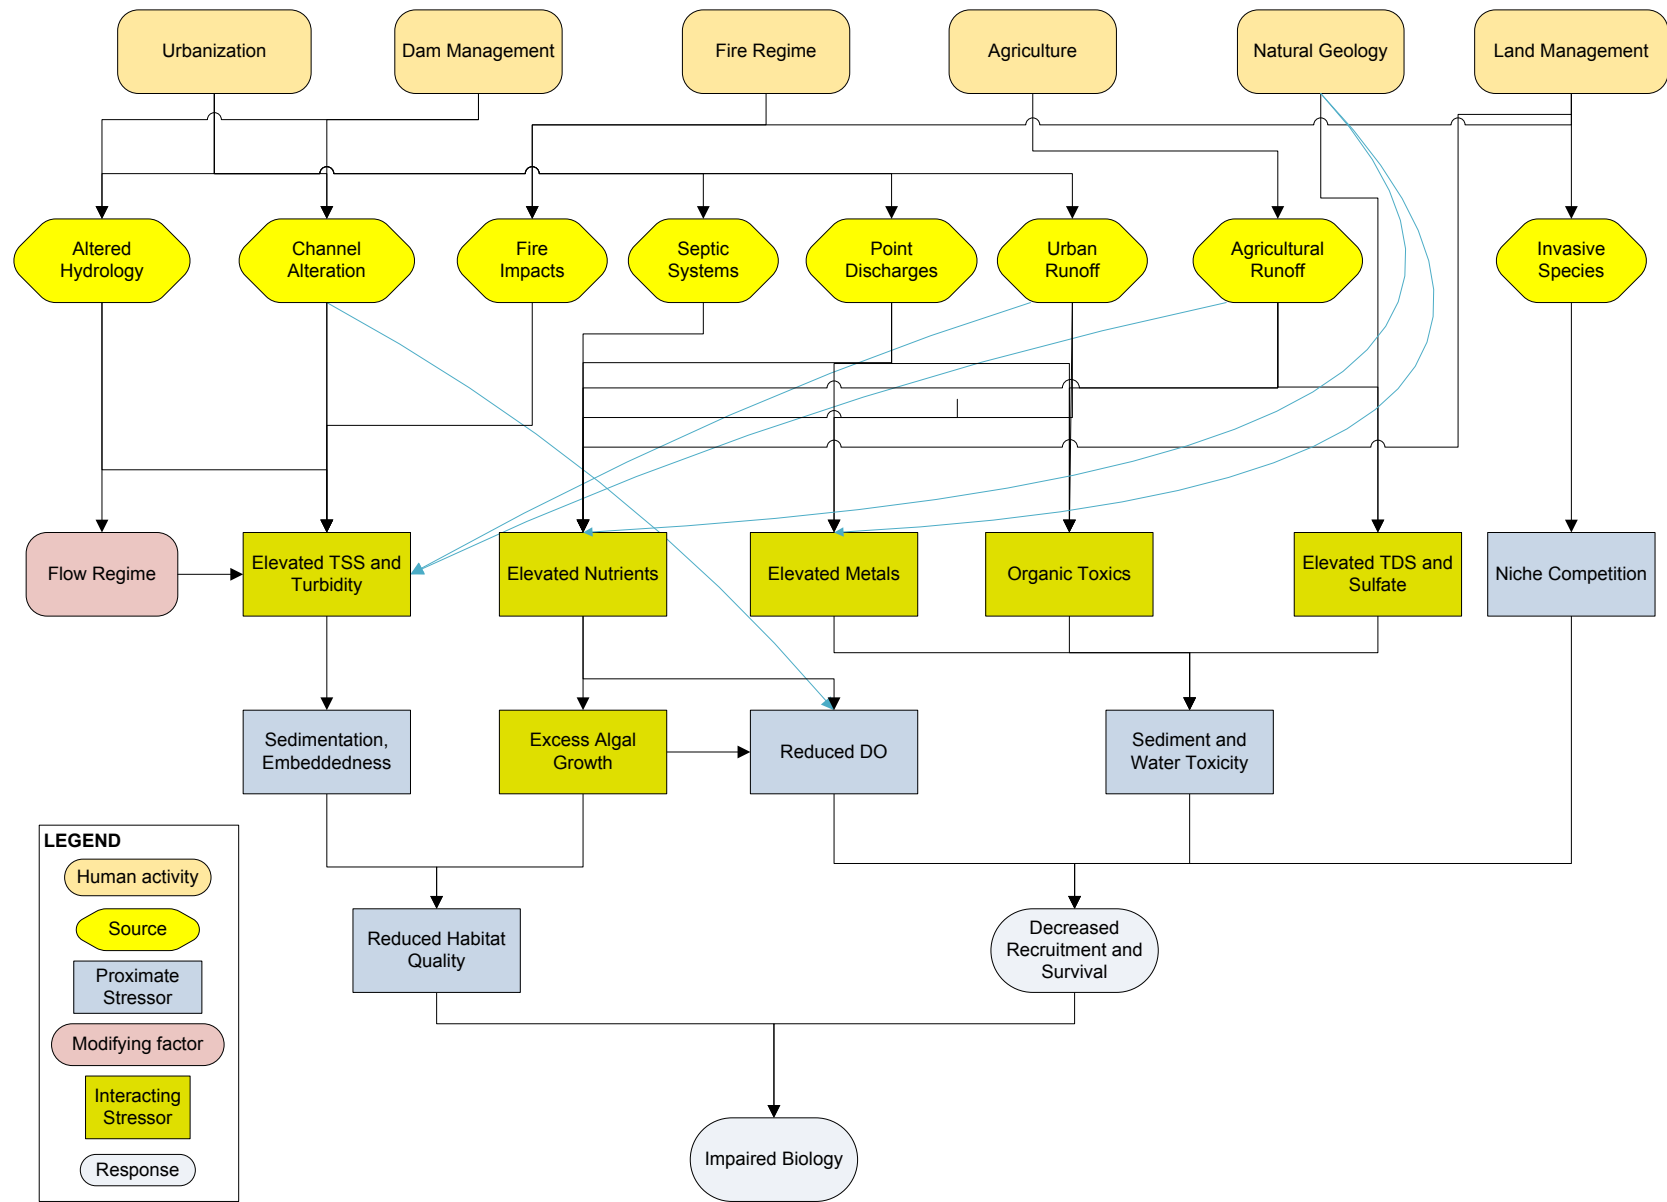 Urbanization
Dam Management
Fire Regime
Agriculture
Natural Geology
Land Management
Altered
Hydrology
Channel
Alteration
Fire
Impacts
Septic
Systems
Point
Discharges
Urban
Runoff
Agricultural
Runoff
Invasive
Species
Flow Regime
Elevated TSS and
Turbidity
Elevated Nutrients
Elevated Metals
Organic Toxics
Elevated TDS and
Sulfate
Niche Competition
Sedimentation,
Embeddedness
Excess Algal
Growth
Reduced DO
Sediment and
Water Toxicity
Reduced Habitat
Quality
Decreased
Recruitment and
Survival
Impaired Biology
LEGEND
Human activity
Source
Proximate
Stressor
Modifying factor
Interacting
Stressor
Response